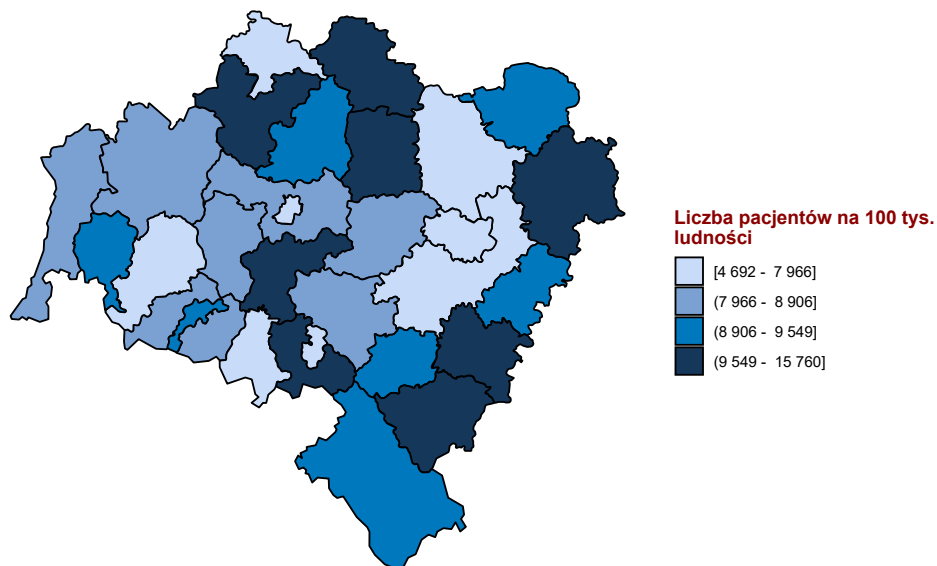 Liczba pacjentów na 100 tys.
ludności
[4 692 - 7 966]
(7 966 - 8 906]
(8 906 - 9 549]
(9 549 - 15 760]